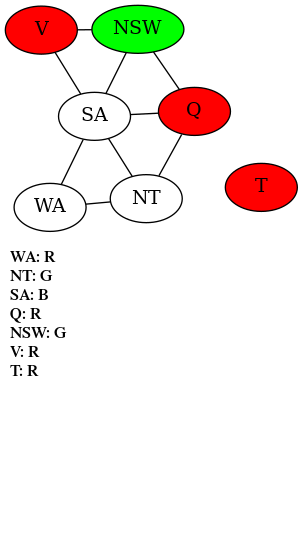 V
NSW
SA
Q
T
WA
NT
WA: R
NT: G
SA: B
Q: R
NSW: G
V: R
T: R